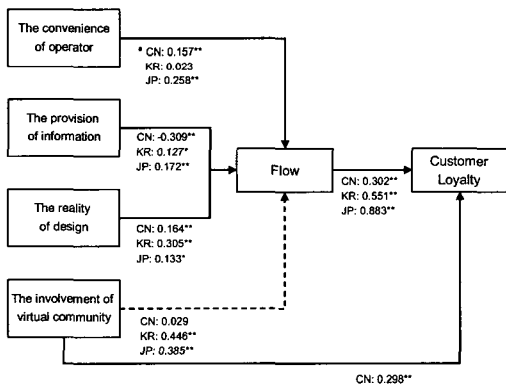 The convenience
of operator
ª CN: 0.157**
KR: 0.023
JP: 0.258**
The provision
of information
CN: -0.309**
KR: 0.127*
JP: 0.172**
Flow
Customer
Loyalty
CN: 0.302**
KR: 0.551**
JP: 0.883**
The reality
of design
CN: 0.164**
KR: 0.305**
JP: 0.133*
The involvement of
virtual community
CN: 0.029
KR: 0.446**
JP: 0.385**
CN: 0.298**